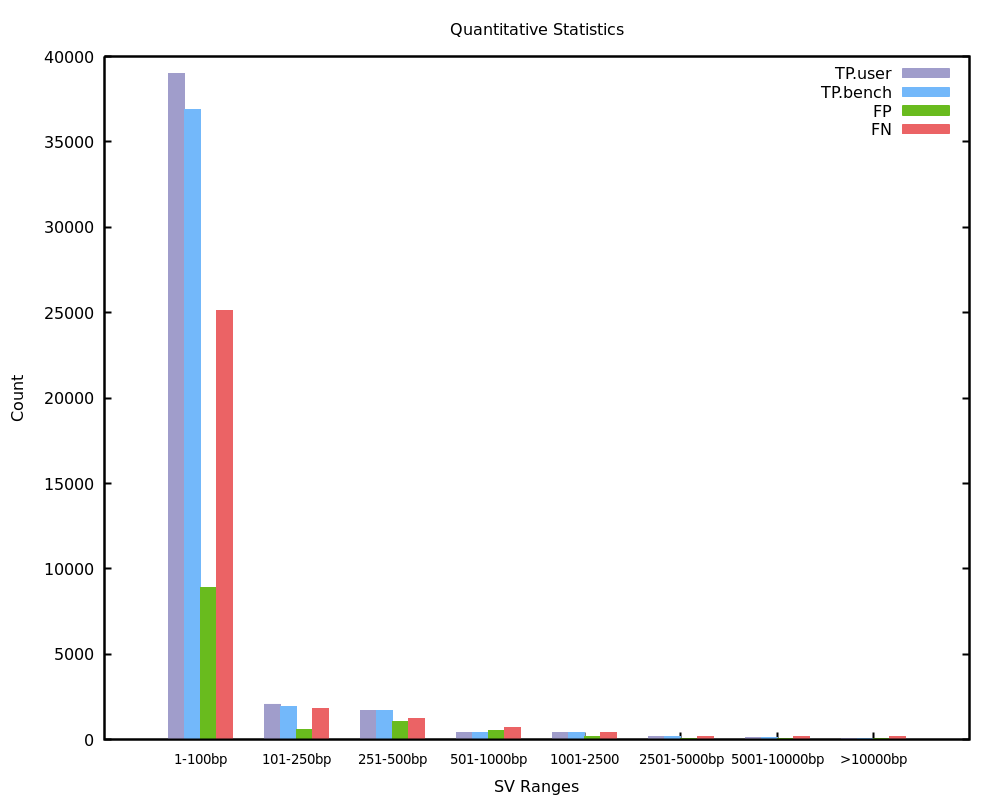 Quantitative Statistics
40000
35000
30000
25000
20000
15000
10000
5000
0
Count
TP.user
TP.bench
FP
FN
1-100bp 101-250bp 251-500bp 501-1000bp 1001-2500 2501-5000bp 5001-10000bp >10000bp
SV Ranges